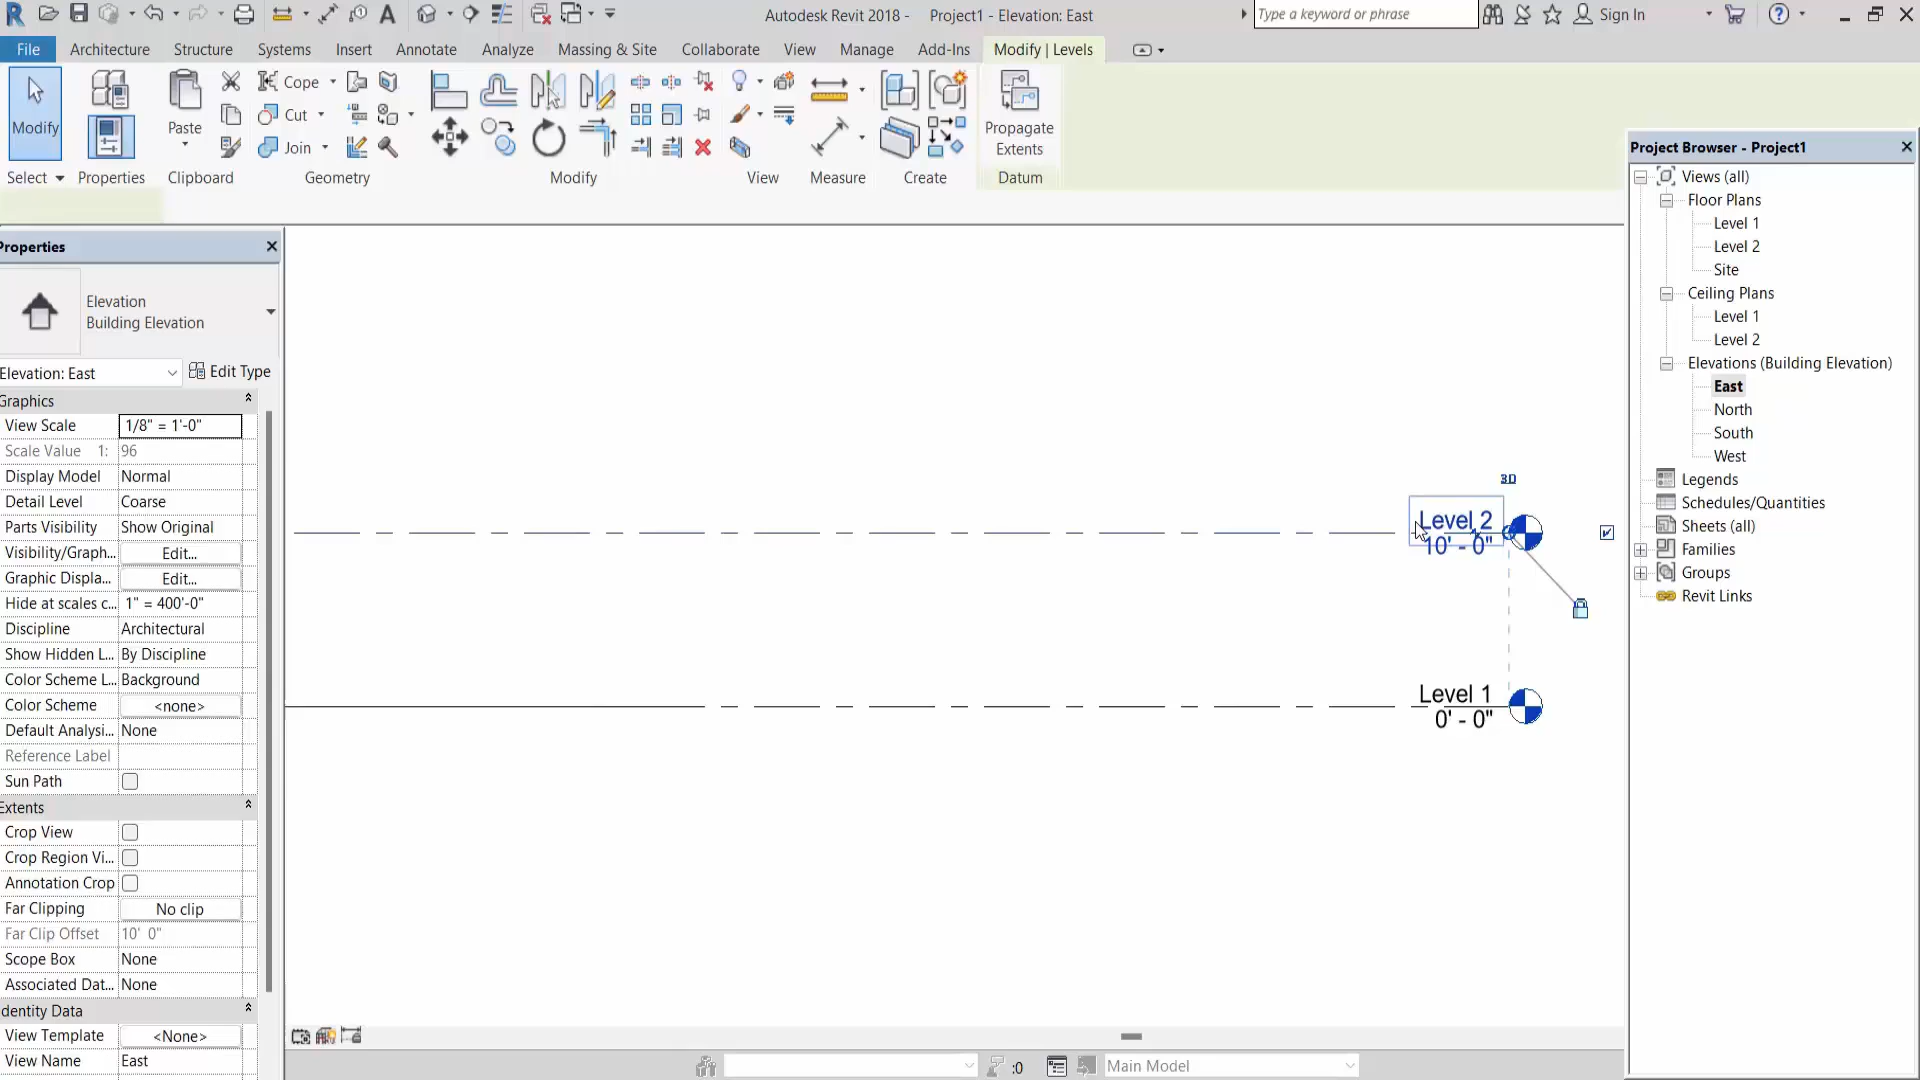 Autodesk Revit 2018 - Project1 - Elevation: East
Type a keyword or phrase
Sign In
File Architecture Structure Systems Insert Annotate Analyze Massing & Site Collaborate View Manage Add-Ins Modify | Levels
Modify
Paste
Cope
Cut
Join
Propagate
Extents
Select Properties Clipboard Geometry Modify View Measure Create Datum
Properties
Elevation
Building Elevation
Elevation: East Edit Type
Graphics
View Scale 1/8" = 1'-0"
Scale Value 1: 96
Display Model Normal
Detail Level Coarse
Parts Visibility Show Original
Visibility/Graph... Edit...
Graphic Displa... Edit...
Hide at scales c... 1" = 400'-0"
Discipline Architectural
Show Hidden L... By Discipline
Color Scheme L... Background
Color Scheme <none>
Default Analysi... None
Reference Label
Sun Path
Extents
Crop View
Crop Region Vi...
Annotation Crop
Far Clipping No clip
Far Clip Offset 10' 0"
Scope Box None
Associated Dat... None
dentity Data
View Template <None>
View Name East
3D
Level 2
10' - 0"
Level 1
0' - 0"
:0
Main Model
Project Browser - Project1
Views (all)
Floor Plans
Level 1
Level 2
Site
Ceiling Plans
Level 1
Level 2
Elevations (Building Elevation)
East
North
South
West
Legends
Schedules/Quantities
Sheets (all)
Families
Groups
Revit Links